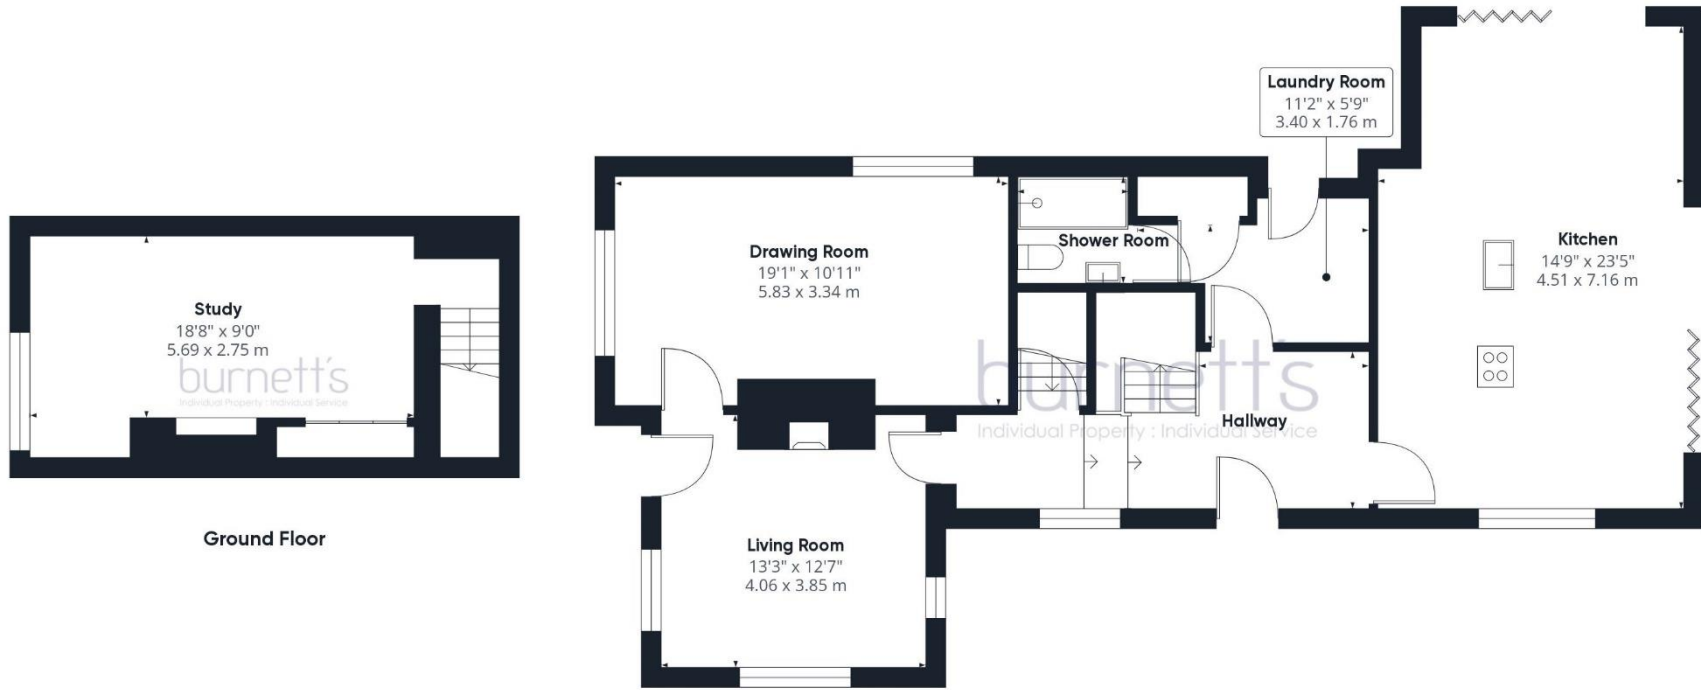 Study
18'8" x 9'0"
5.69 x 2.75 m
burnett's
Individual Property : Individual Service
Ground Floor
Drawing Room
19'1" x 10'11"
5.83 x 3.34 m
Living Room
13'3" x 12'7"
4.06 x 3.85 m
Shower Room
Laundry Room
11'2" x 5'9"
3.40 x 1.76 m
burnett's
Individual Property : Individual Service
Hallway
Kitchen
14'9" x 23'5"
4.51 x 7.16 m